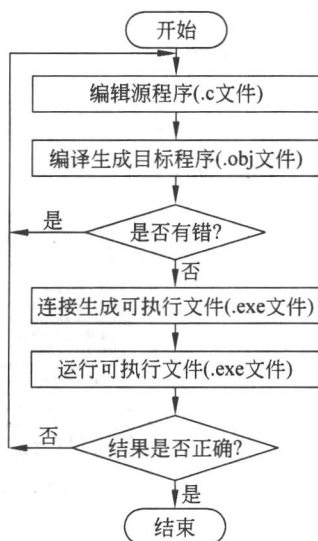 开始
编辑源程序(.c文件)
编译生成目标程序(.obj文件)
是
是否有错?
否
连接生成可执行文件(.exe文件)
运行可执行文件(.exe文件)
否
结果是否正确?
是
结束